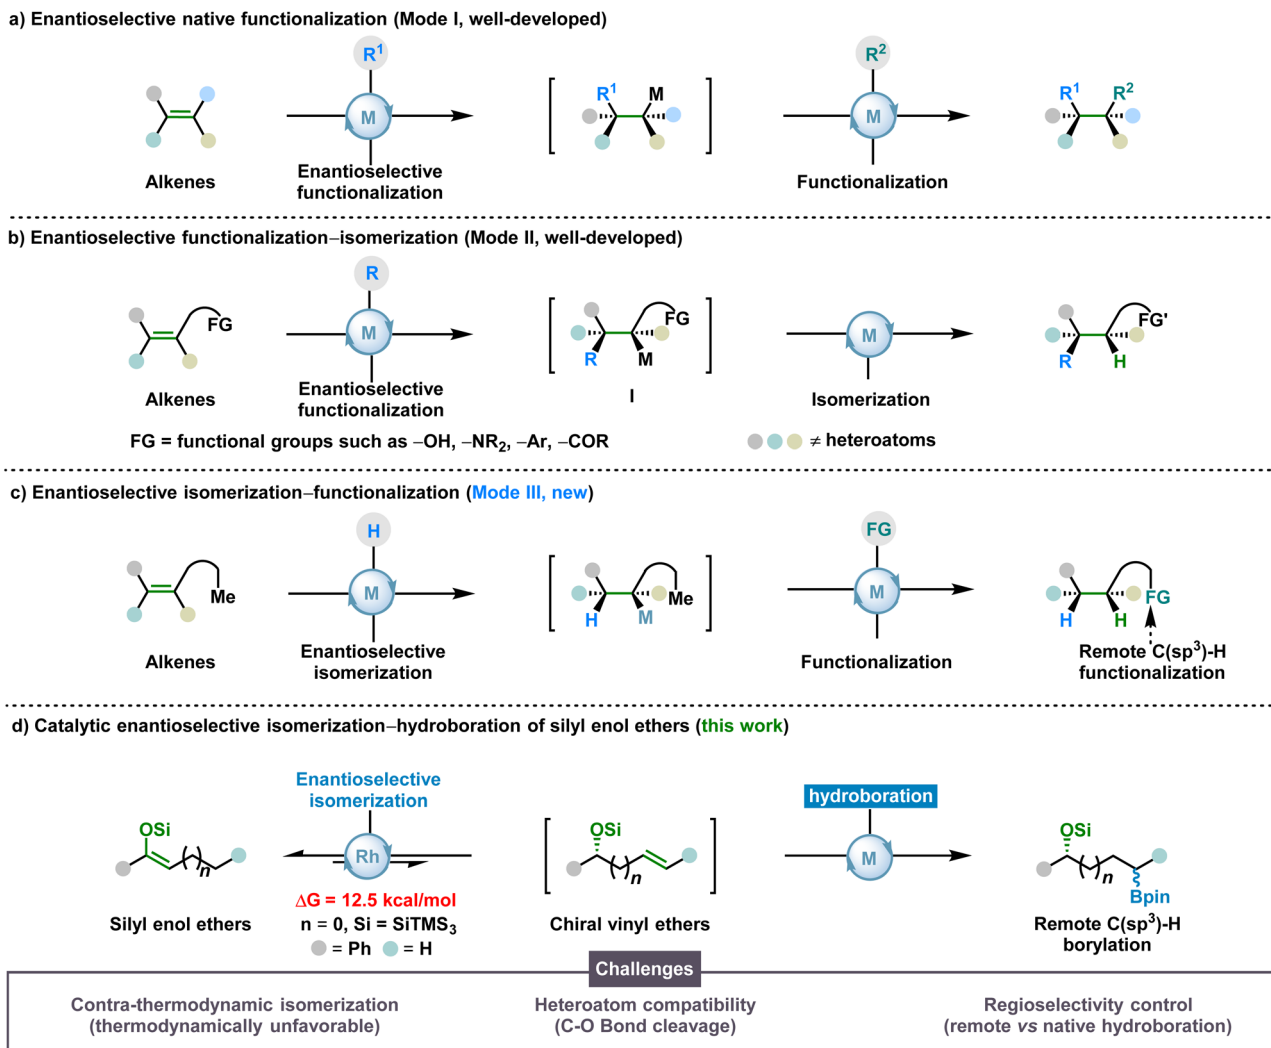 a) Enantioselective native functionalization (Mode I, well-developed)
R¹
R²
M
R¹
M
M
R¹
R²
Alkenes
Enantioselective
functionalization
Functionalization
b) Enantioselective functionalization–isomerization (Mode II, well-developed)
R
FG
M
FG
R
M
M
FG'
R
H
Alkenes
Enantioselective
functionalization
I
Isomerization
FG = functional groups such as –OH, –NR₂, –Ar, –COR
≠ heteroatoms
c) Enantioselective isomerization–functionalization (Mode III, new)
H
FG
Me
M
Me
H
M
M
FG
H
H
Alkenes
Enantioselective
isomerization
Functionalization
Remote C(sp³)-H
functionalization
d) Catalytic enantioselective isomerization–hydroboration of silyl enol ethers (this work)
Enantioselective
isomerization
hydroboration
OSi
n
Rh
OSi
n
M
OSi
n
Bpin
ΔG = 12.5 kcal/mol
Silyl enol ethers
n = 0, Si = SiTMS₃
= Ph
= H
Chiral vinyl ethers
Remote C(sp³)-H
borylation
Challenges
Contra-thermodynamic isomerization
(thermodynamically unfavorable)
Heteroatom compatibility
(C-O Bond cleavage)
Regioselectivity control
(remote vs native hydroboration)